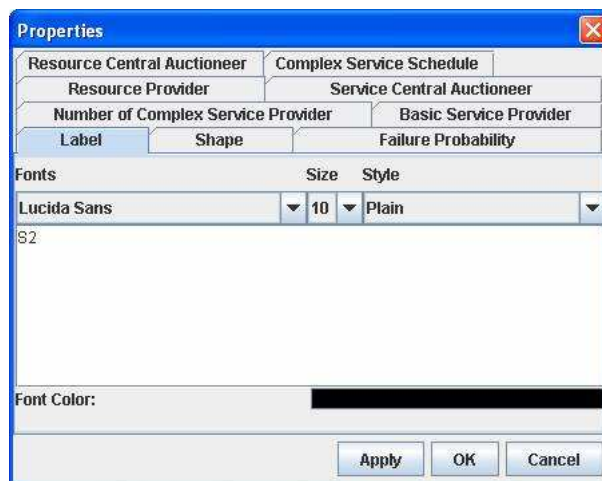 Properties
Resource Central Auctioneer Complex Service Schedule
Resource Provider Service Central Auctioneer
Number of Complex Service Provider Basic Service Provider
Label Shape Failure Probability
Fonts Size Style
Lucida Sans 10 Plain
S2
Font Color:
Apply OK Cancel